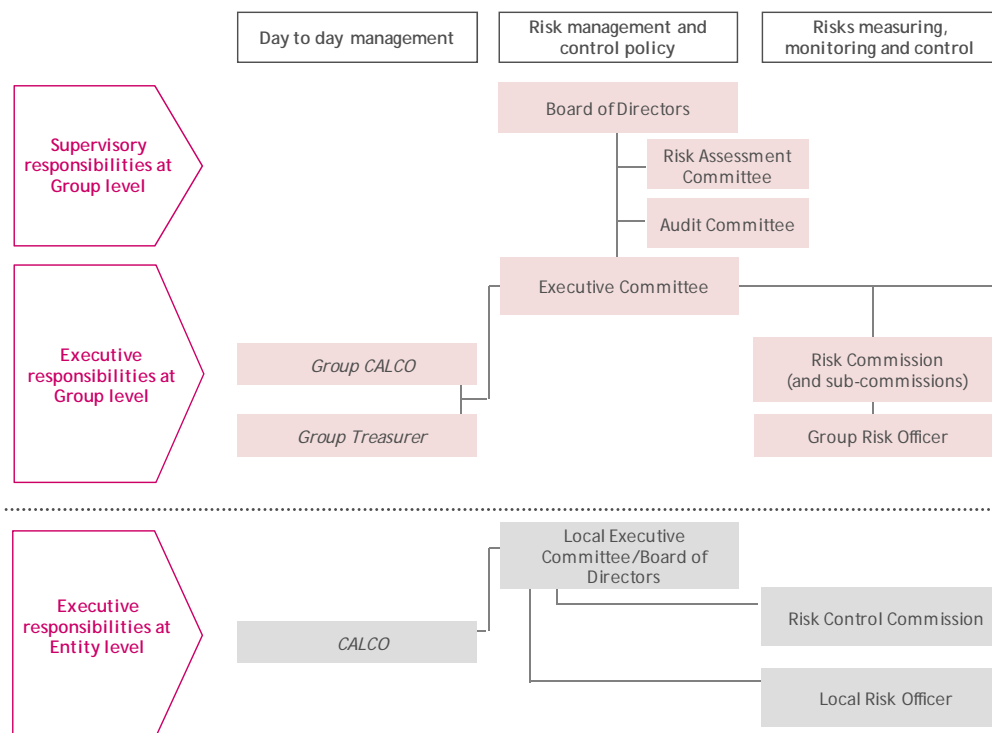 Day to day management
Risk management and
control policy
Risks measuring,
monitoring and control
Supervisory
responsibilities at
Group level
Board of Directors
Risk Assessment
Committee
Audit Committee
Executive
responsibilities at
Group level
Executive Committee
Group CALCO
Group Treasurer
Risk Commission
(and sub-commissions)
Group Risk Officer
Executive
responsibilities at
Entity level
Local Executive
Committee/Board of
Directors
CALCO
Risk Control Commission
Local Risk Officer